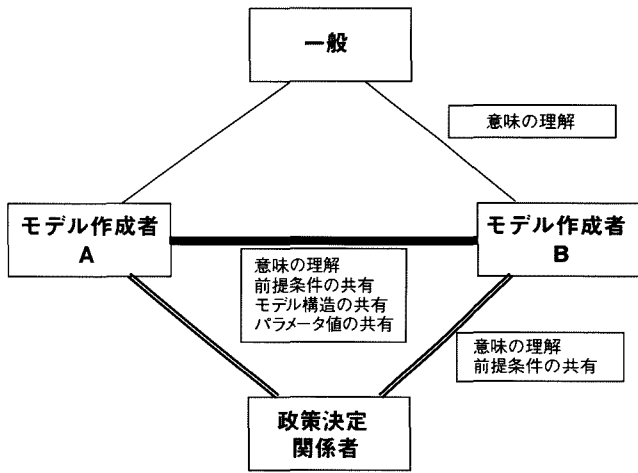 一般
意味の理解
モデル作成者
A
モデル作成者
B
意味の理解
前提条件の共有
モデル構造の共有
パラメータ値の共有
意味の理解
前提条件の共有
政策決定
関係者